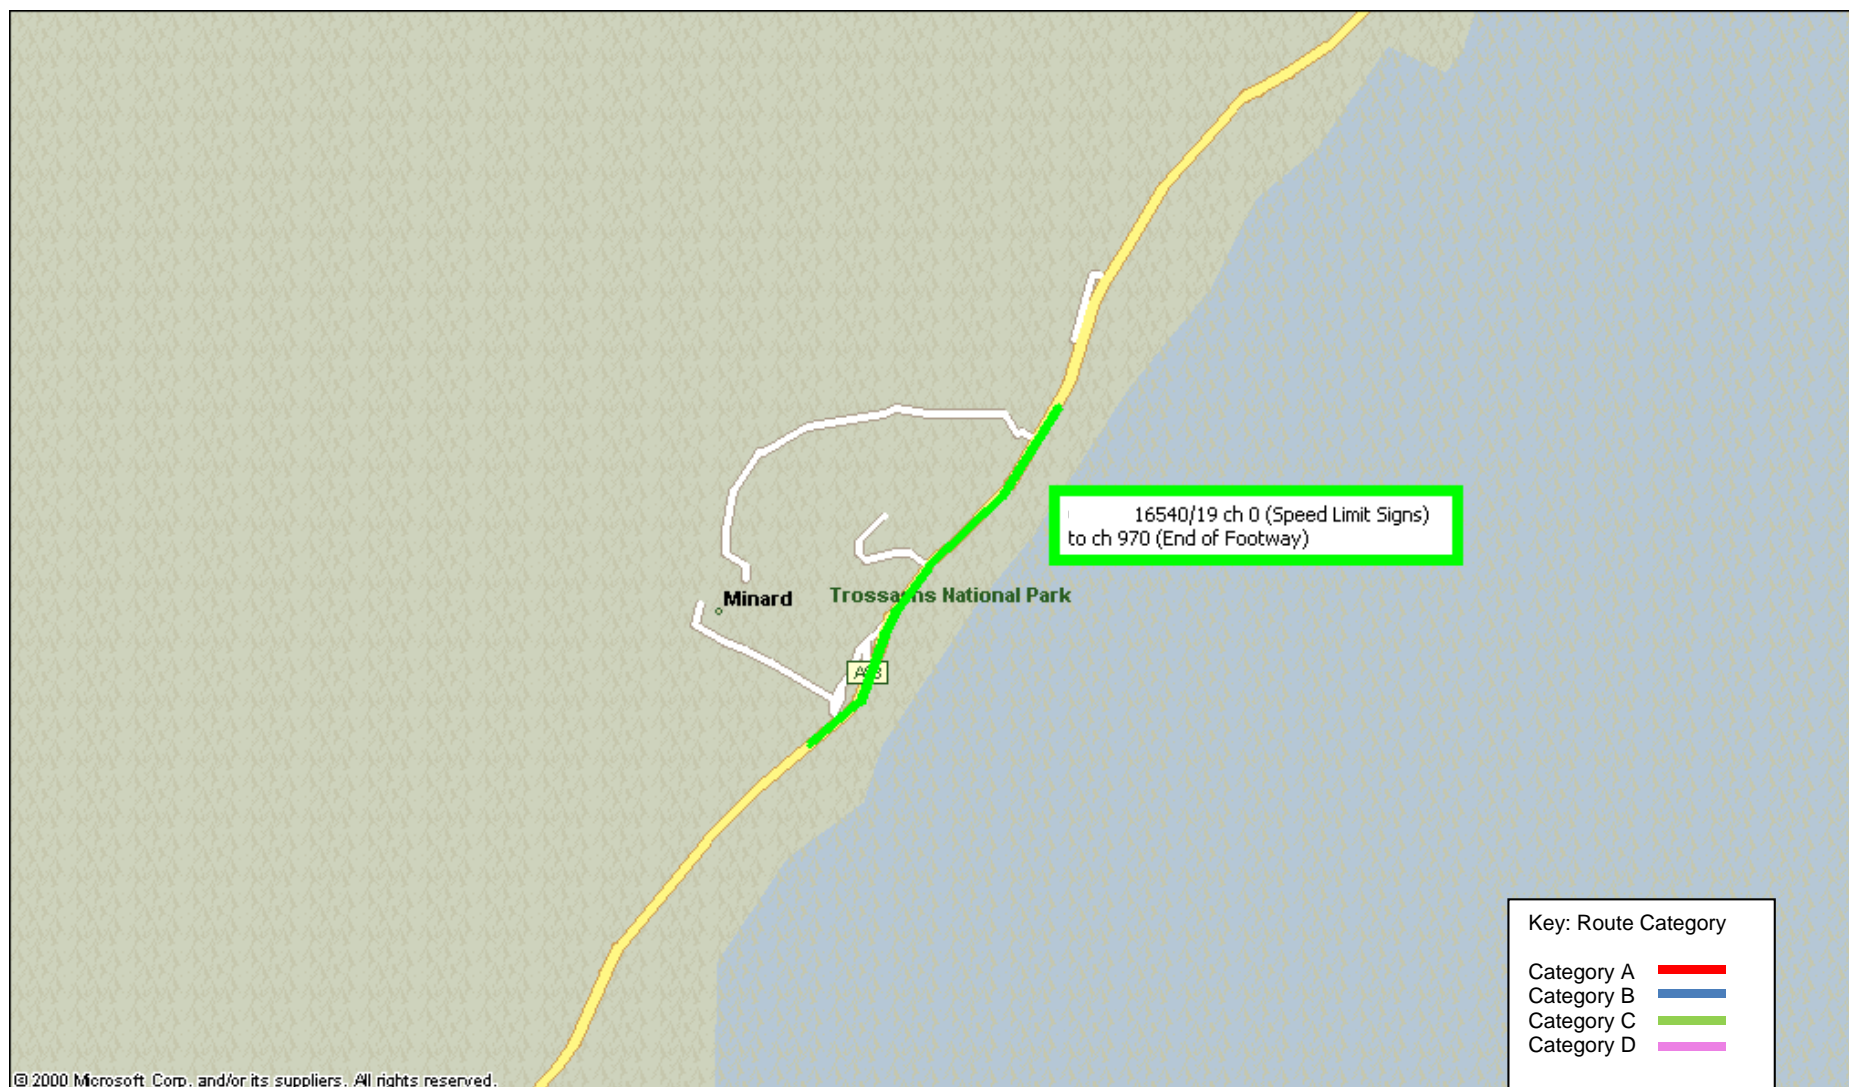 16540/19 ch 0 (Speed Limit Signs)
to ch 970 (End of Footway)
Minard
National Park
Key: Route Category
Category A
Category B
Category C
Category D
© 2000 Microsoft Corp. and/or its suppliers. All rights reserved.